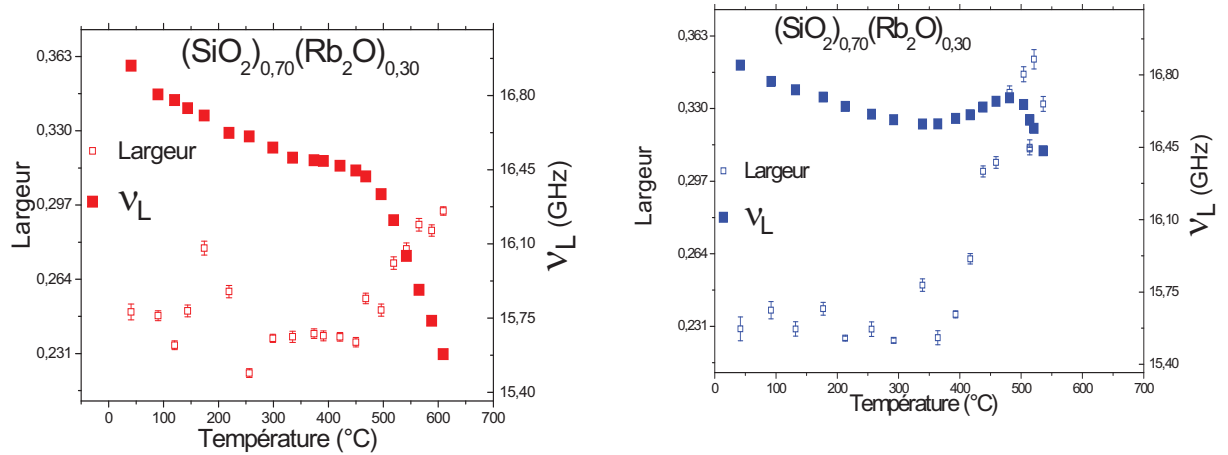 (SiO2)0,70(Rb2O)0,30
0,363
0,330
0,297
0,264
0,231
Largeur
Largeur
νL
16,80
16,45
16,10
15,75
15,40
νL (GHz)
0 100 200 300 400 500 600 700
Température (°C)
(SiO2)0,70(Rb2O)0,30
0,363
0,330
0,297
0,264
0,231
Largeur
Largeur
νL
16,80
16,45
16,10
15,75
15,40
νL (GHz)
0 100 200 300 400 500 600 700
Température (°C)